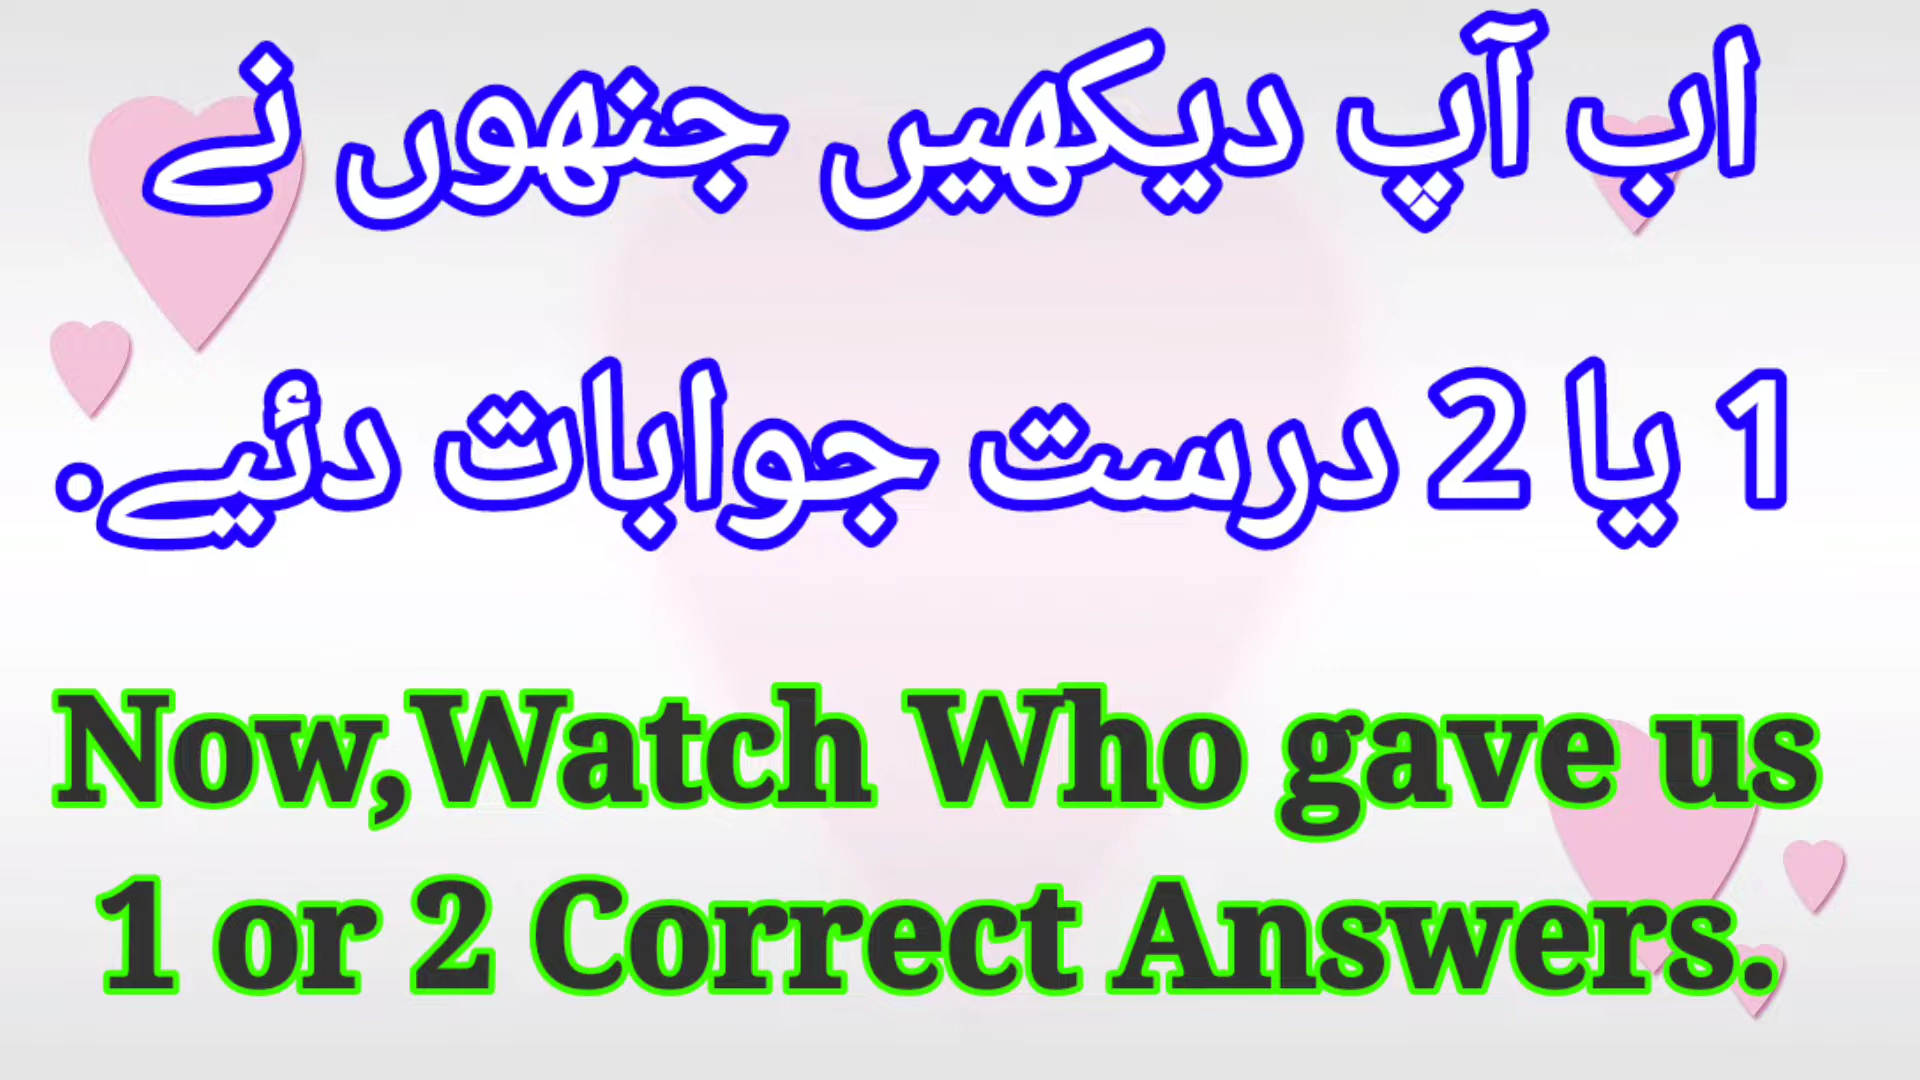 اب آپ دیکھیں جنھوں نے
1 یا 2 درست جوابات دئیے.
Now,Watch Who gave us
1 or 2 Correct Answers.